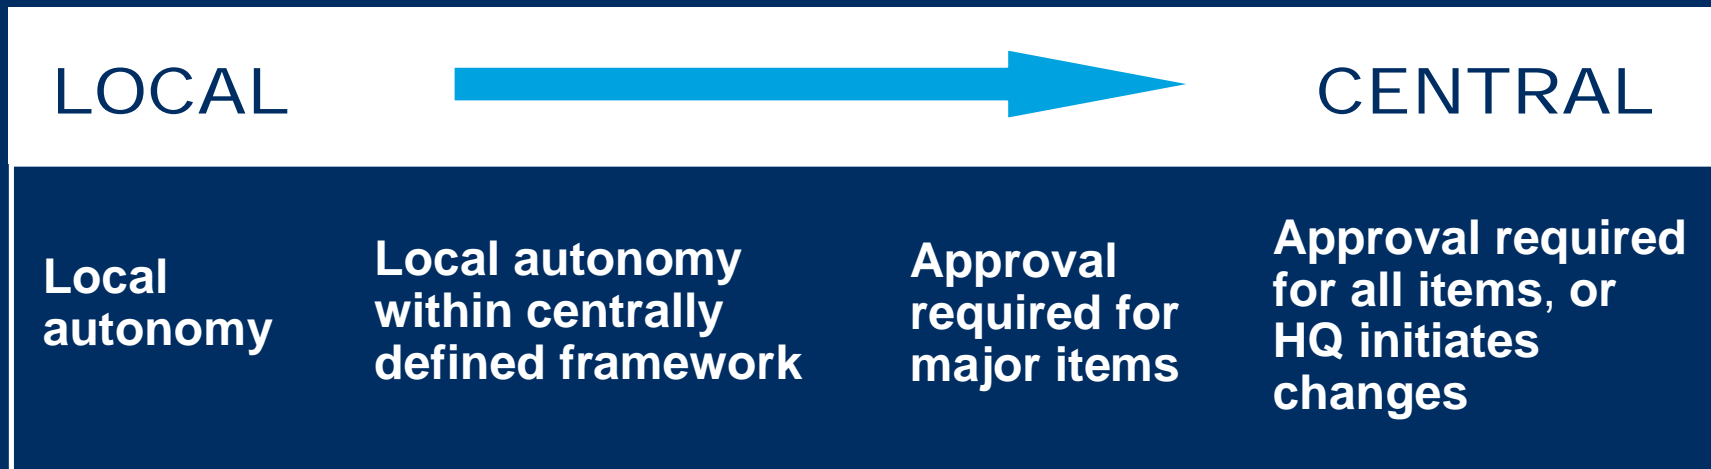 LOCAL
CENTRAL
Local
autonomy
Local autonomy
within centrally
defined framework
Approval
required for
major items
Approval required
for all items, or
HQ initiates
changes